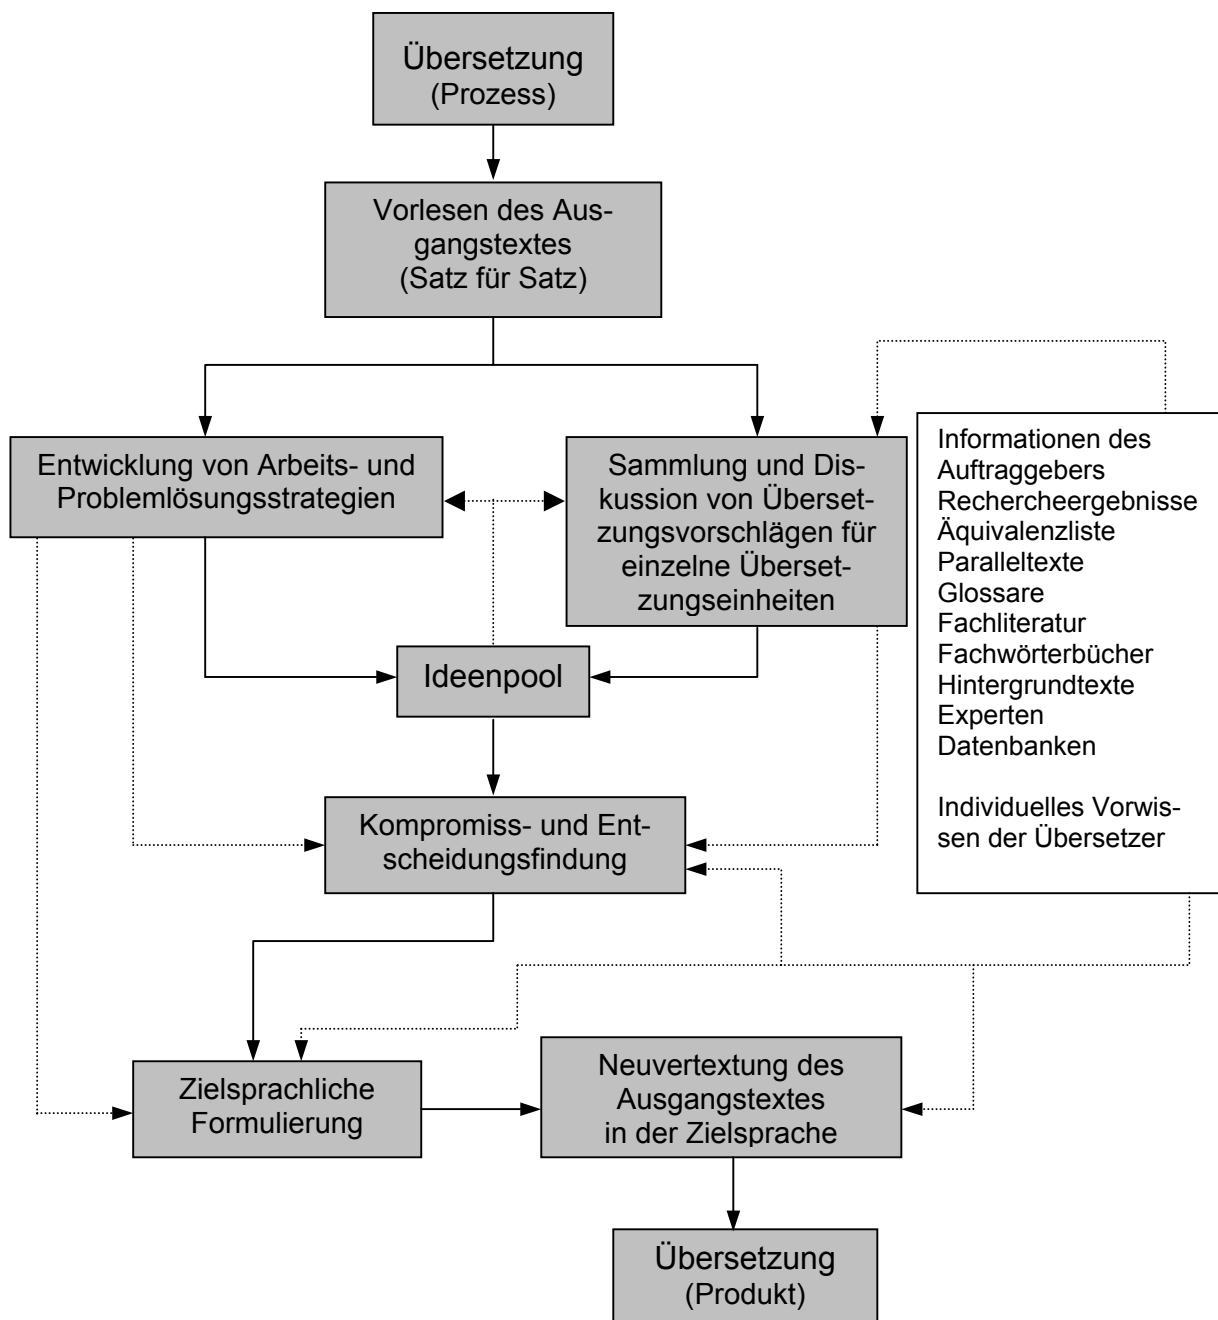 Übersetzung
(Prozess)
Vorlesen des Aus-
gangstextes
(Satz für Satz)
Entwicklung von Arbeits- und
Problemlösungsstrategien
Sammlung und Dis-
kussion von Überset-
zungsvorschlägen für
einzelne Überset-
zungseinheiten
Informationen des
Auftraggebers
Rechercheergebnisse
Äquivalenzliste
Paralleltexte
Glossare
Fachliteratur
Fachwörterbücher
Hintergrundtexte
Experten
Datenbanken
Individuelles Vorwis-
sen der Übersetzer
Ideenpool
Kompromiss- und Ent-
scheidungsfindung
Zielsprachliche
Formulierung
Neuvertextung des
Ausgangstextes
in der Zielsprache
Übersetzung
(Produkt)